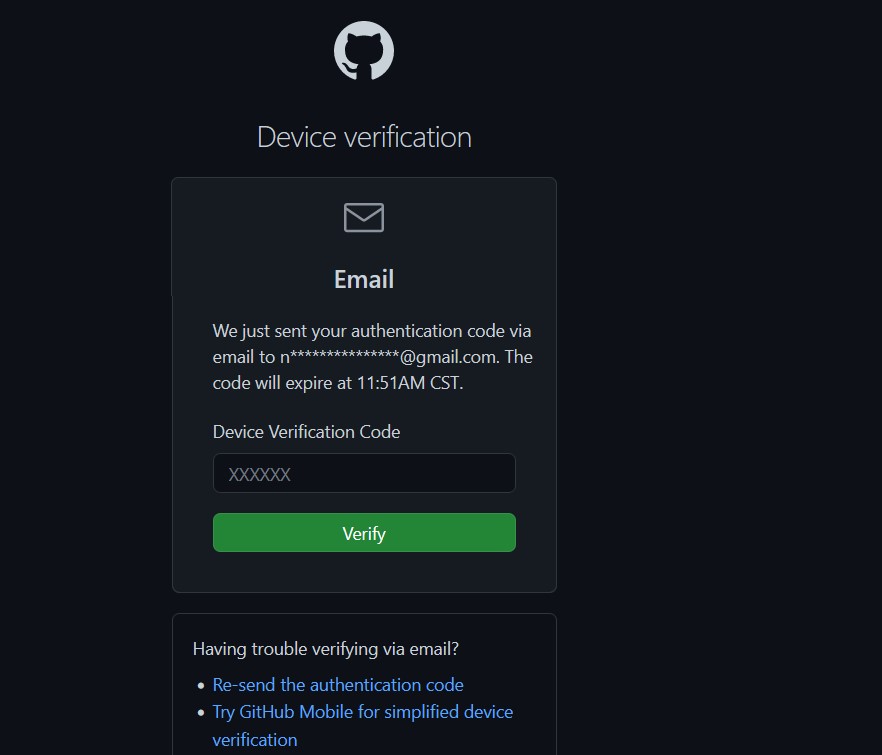 Device verification
Email
We just sent your authentication code via
email to n***************@gmail.com. The
code will expire at 11:51AM CST.
Device Verification Code
XXXXXX
Verify
Having trouble verifying via email?
• Re-send the authentication code
• Try GitHub Mobile for simplified device
verification